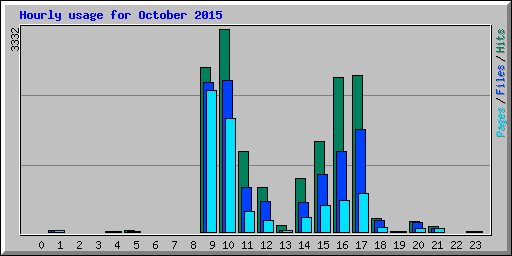 Hourly usage for October 2015
3332
Pages/Files/Hits
0 1 2 3 4 5 6 7 8 9 10 11 12 13 14 15 16 17 18 19 20 21 22 23